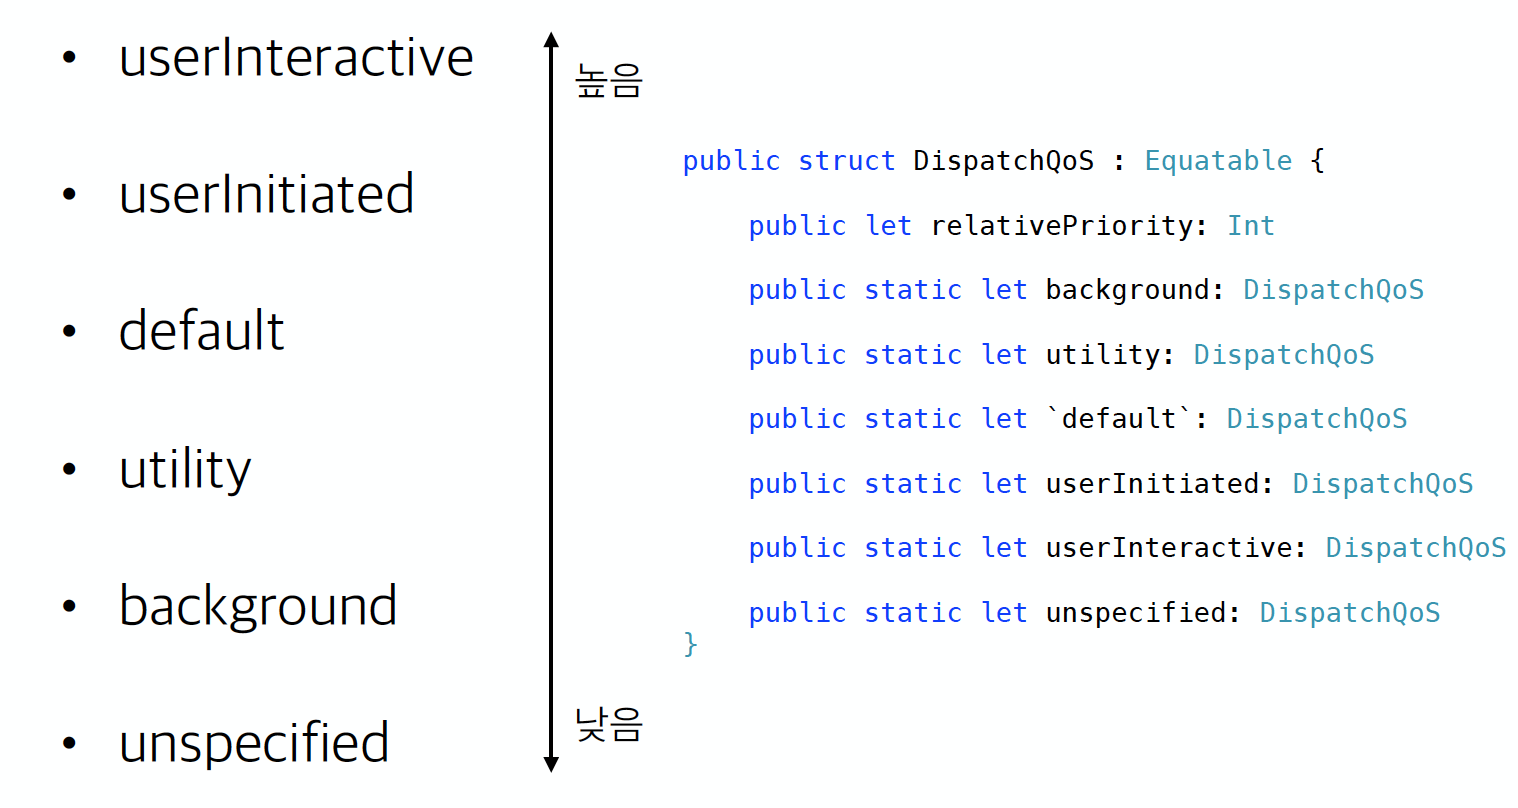 • userInteractive
• userInitiated
• default
• utility
• background
• unspecified
높음
낮음
public struct DispatchQoS : Equatable {
public let relativePriority: Int
public static let background: DispatchQoS
public static let utility: DispatchQoS
public static let `default`: DispatchQoS
public static let userInitiated: DispatchQoS
public static let userInteractive: DispatchQoS
public static let unspecified: DispatchQoS
}